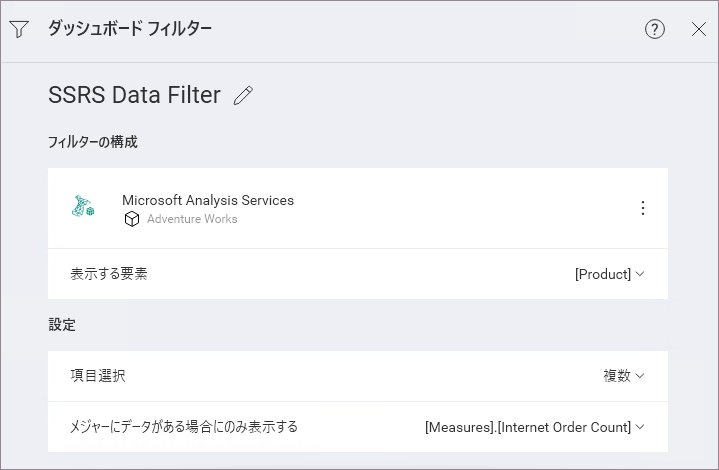 ダッシュボード フィルター
SSRS Data Filter
フィルターの構成
Microsoft Analysis Services
Adventure Works
表示する要素 [Product]
設定
項目選択 複数
メジャーにデータがある場合にのみ表示する [Measures].[Internet Order Count]